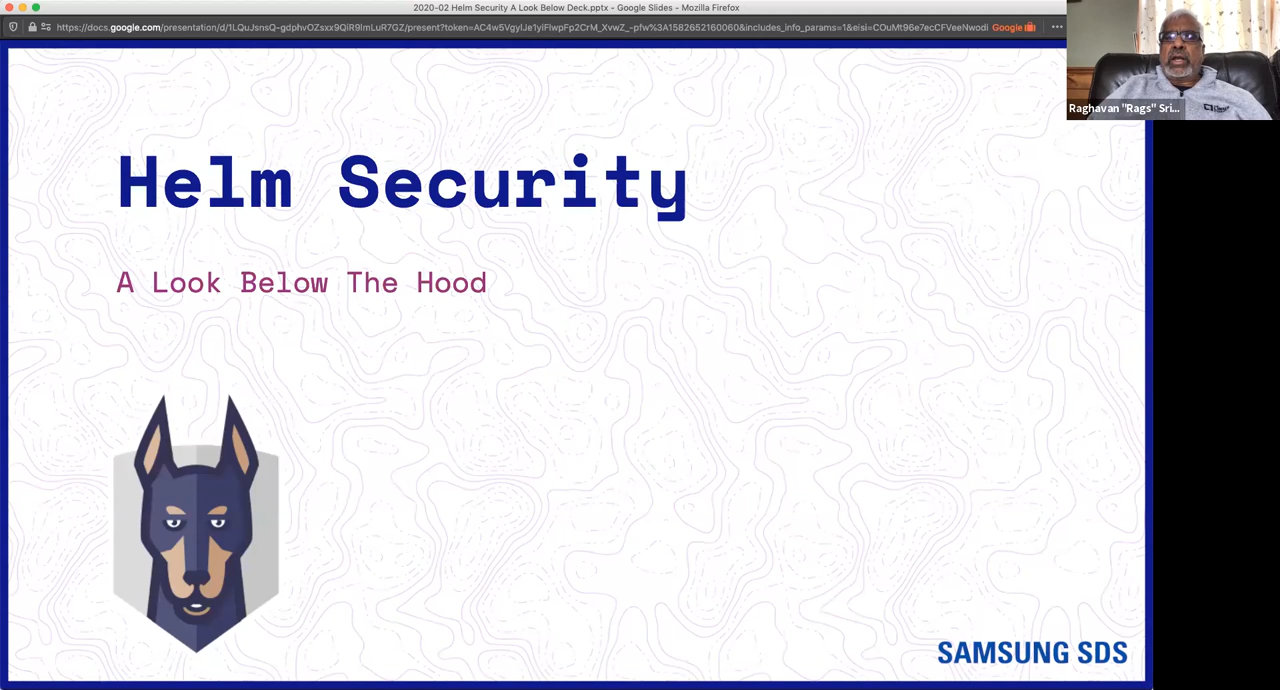 2020-02 Helm Security A Look Below Deck.pptx - Google Slides - Mozilla Firefox
Google
Raghavan "Rags" Sri...
Helm Security
A Look Below The Hood
SAMSUNG SDS